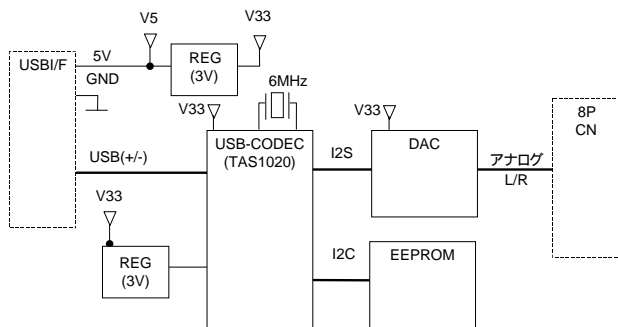 V5
V33
USBI/F
5V
GND
REG
(3V)
6MHz
V33
USB-CODEC
(TAS1020)
USB(+/-)
I2S
V33
DAC
アナログ
L/R
8P
CN
V33
REG
(3V)
I2C
EEPROM